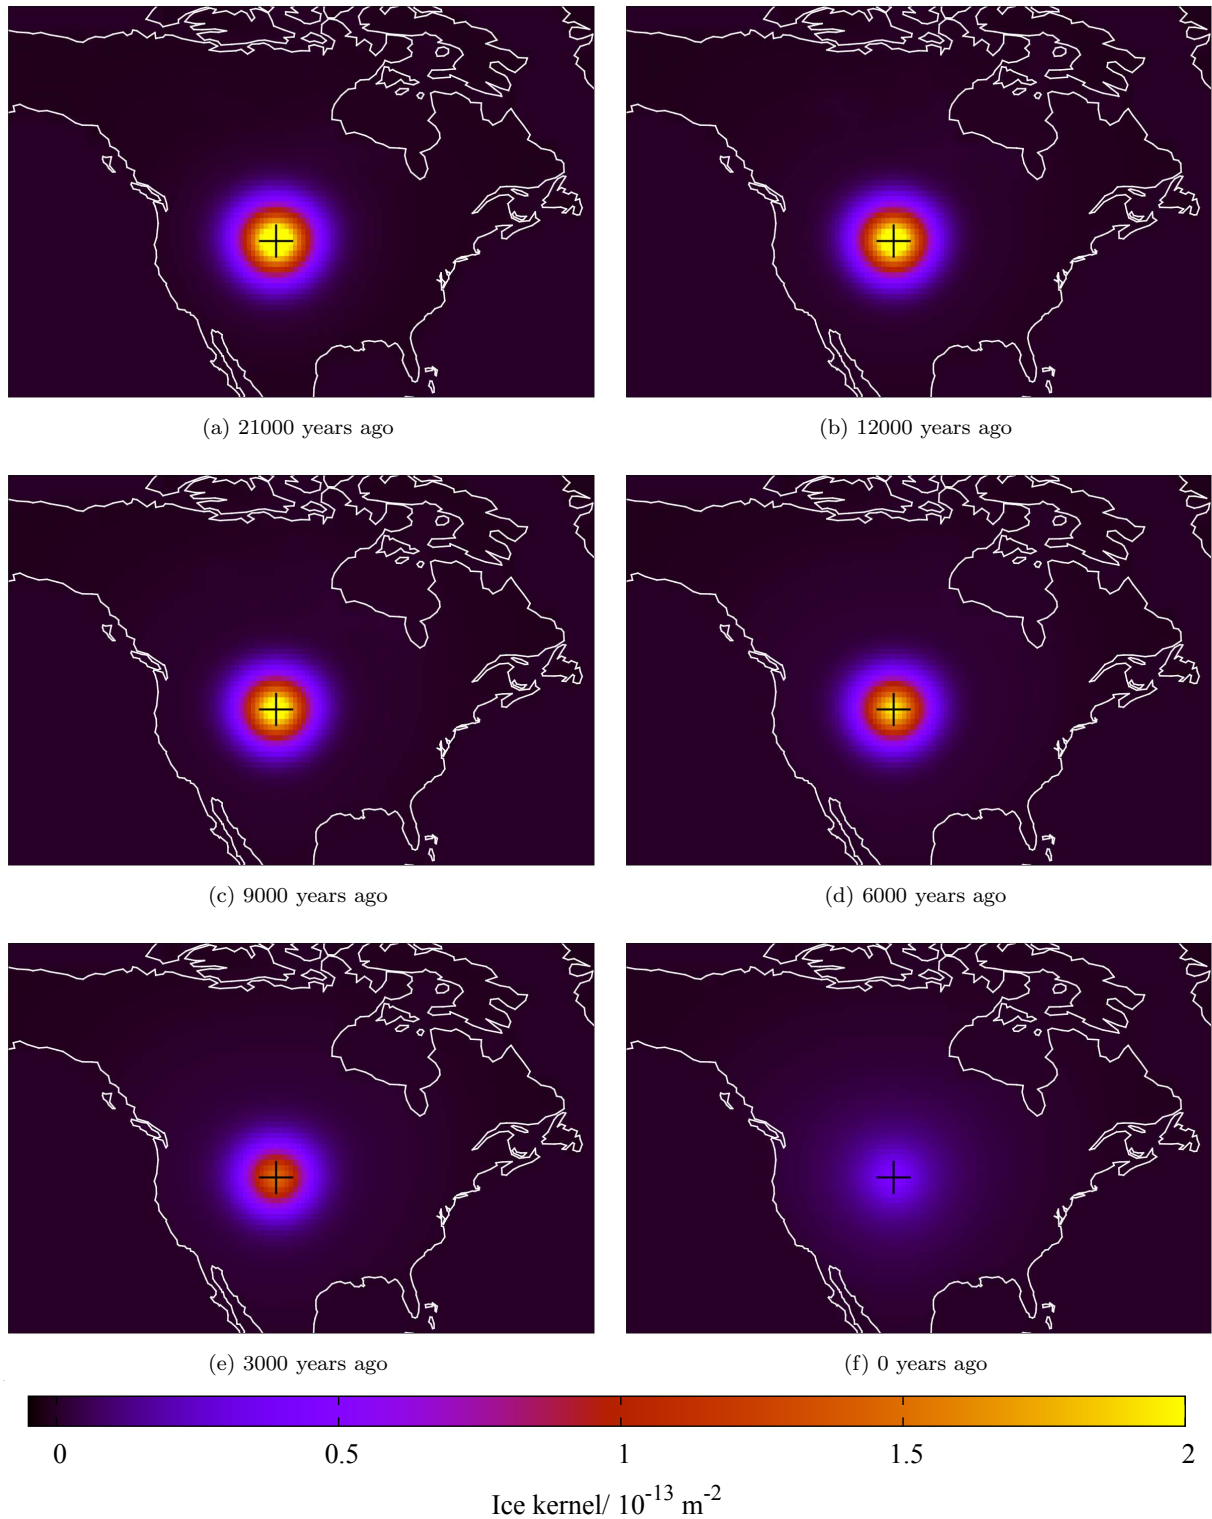 (a) 21000 years ago
(b) 12000 years ago
(c) 9000 years ago
(d) 6000 years ago
(e) 3000 years ago
(f) 0 years ago
0 0.5 1 1.5 2
Ice kernel/ 10^-13 m^-2